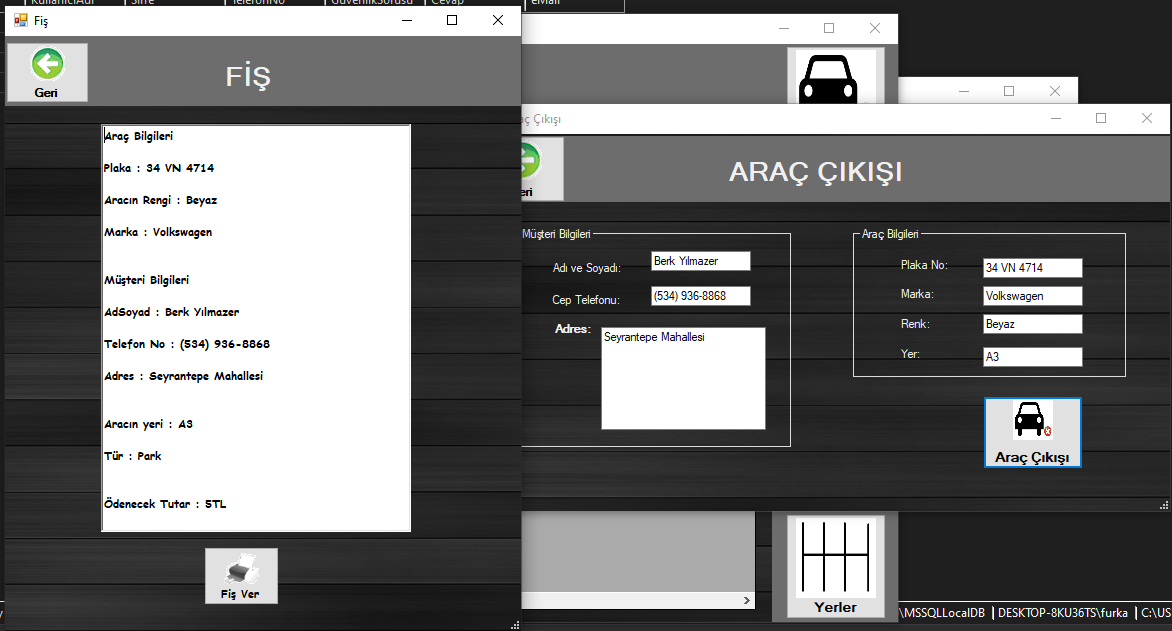 KullaniciAdi
Sifre
TelefonNo
GuvenlikSorusu
Cevap
eMail
Fiş
Geri
FİŞ
Araç Bilgileri
Plaka : 34 VN 4714
Aracın Rengi : Beyaz
Marka : Volkswagen
Müşteri Bilgileri
AdSoyad : Berk Yılmazer
Telefon No : (534) 936-8868
Adres : Seyrantepe Mahallesi
Aracın yeri : A3
Tür : Park
Ödenecek Tutar : 5TL
Fiş Ver
Çıkışı
ARAÇ ÇIKIŞI
Müşteri Bilgileri
Adı ve Soyadı: Berk Yılmazer
Cep Telefonu: (534) 936-8868
Adres: Seyrantepe Mahallesi
Araç Bilgileri
Plaka No: 34 VN 4714
Marka: Volkswagen
Renk: Beyaz
Yer: A3
Araç Çıkışı
Yerler
\MSSQLLocalDB
DESKTOP-8KU36TS\furka
C:\US